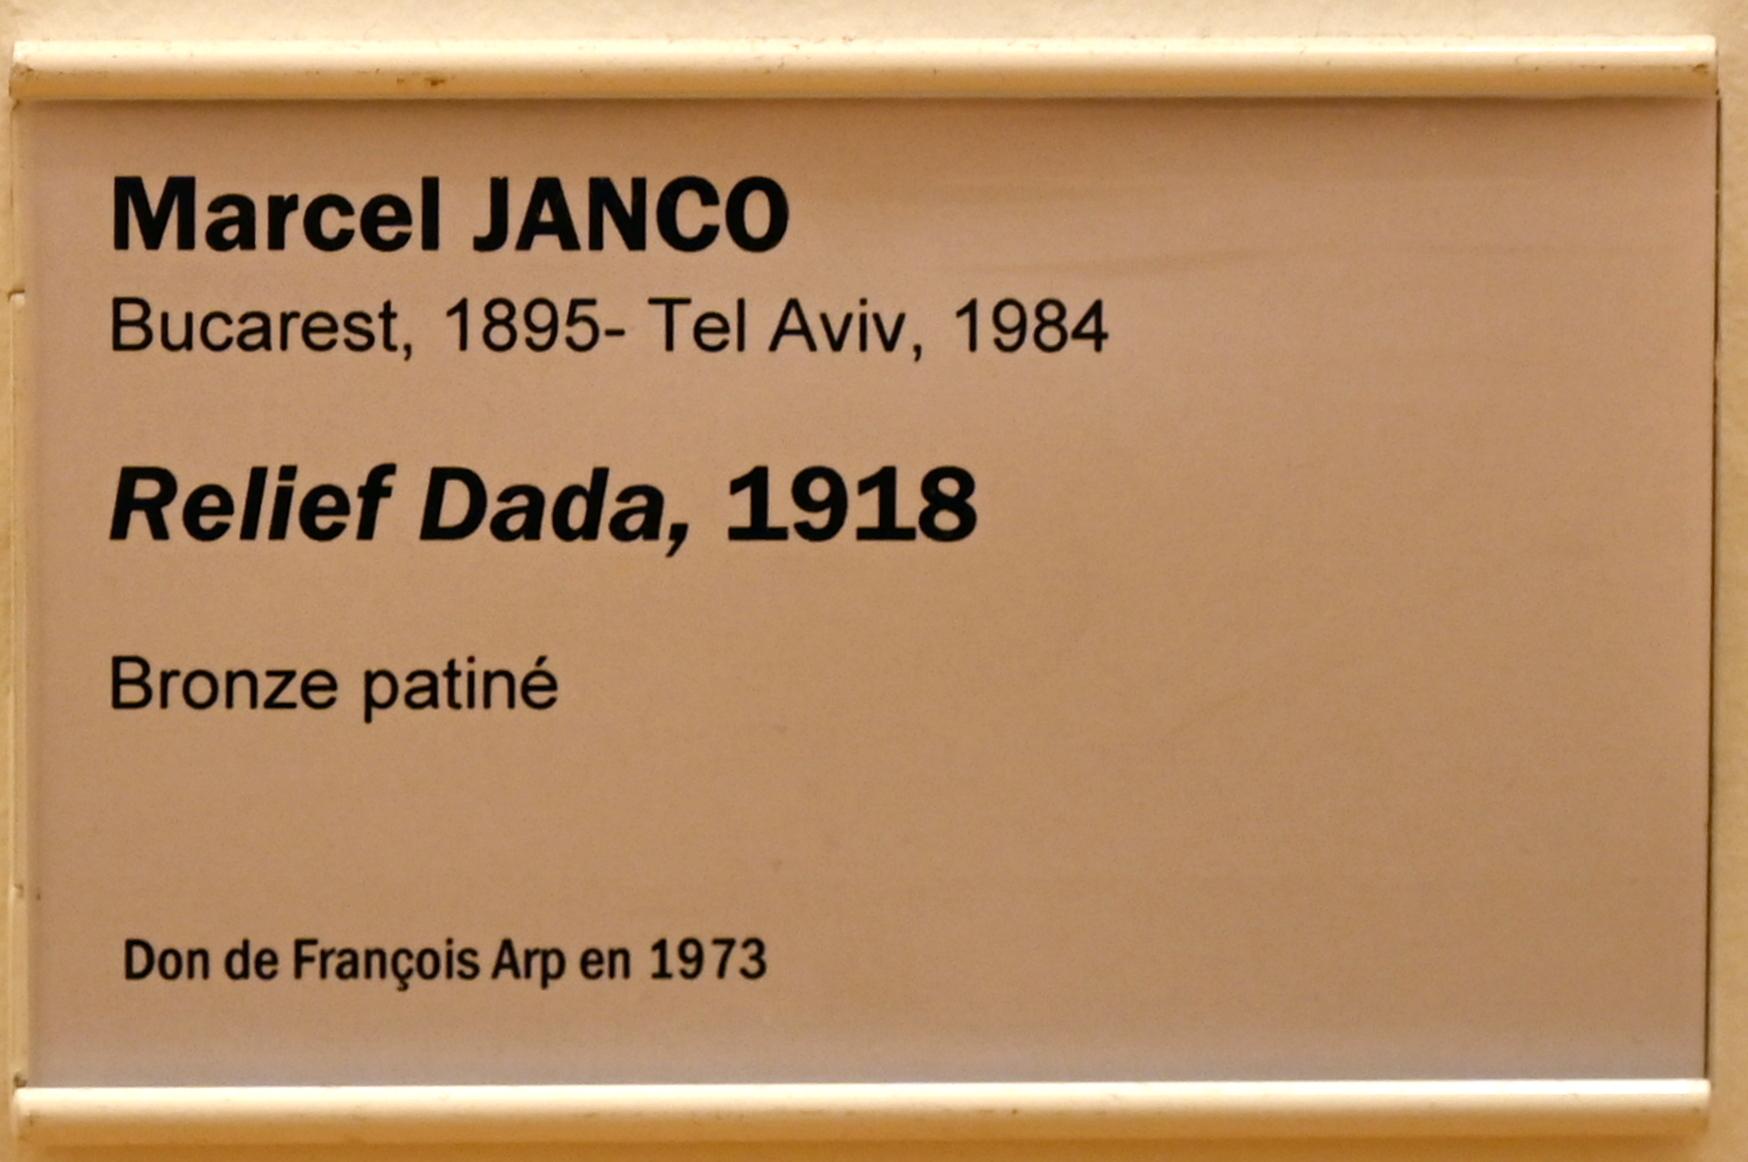 Marcel JANCO
Bucarest, 1895- Tel Aviv, 1984
Relief Dada, 1918
Bronze patiné
Don de François Arp en 1973